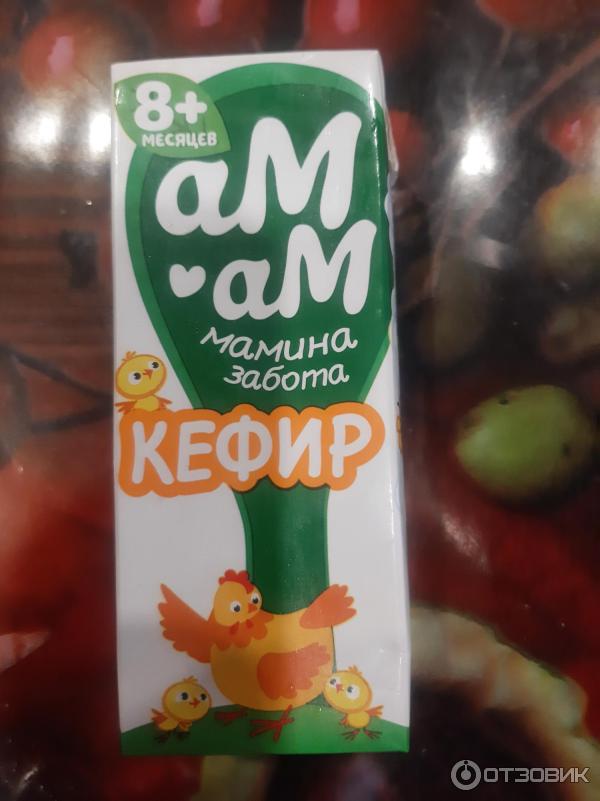 8+
МЕСЯЦЕВ
ам
ам
мамина
забота
КЕФИР
ОТЗОВИК